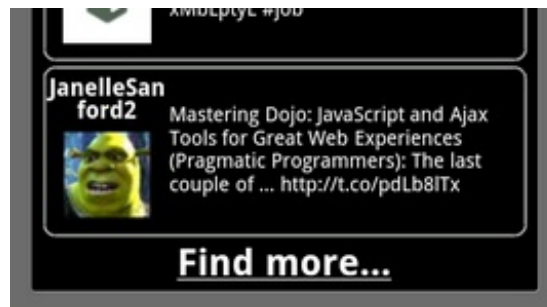 xMbLptyE #job
JanelleSan
ford2
Mastering Dojo: JavaScript and Ajax
Tools for Great Web Experiences
(Pragmatic Programmers): The last
couple of ... http://t.co/pdLb8lTx
Find more...